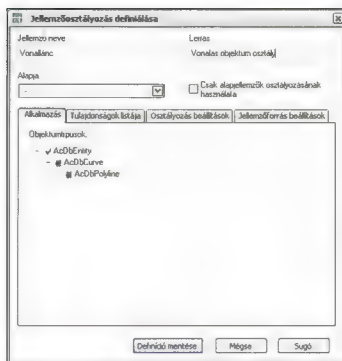 Jellemzőosztályozás definiálása
Jellemző neve
Leírás
Vonallánc
Vonalas objektum osztály
Alapja
-
Csak alapjellemzők osztályozásának használata
Alkalmazás
Tulajdonságok listája
Osztályozás beállítások
Jellemzőforrás beállítások
Objektumtípusok.
- AcDbEntity
- AcDbCurve
AcDbPolyline
Definíció mentése
Mégse
Súgó